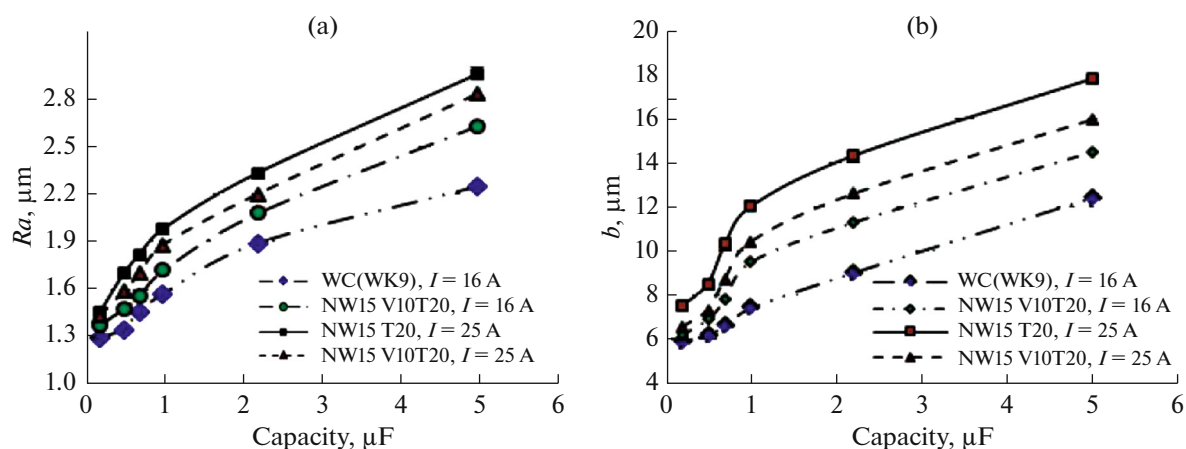 (a)
Ra, µm
2.8
2.5
2.2
1.9
1.6
1.3
1.0
0
1
2
3
4
5
6
Capacity, µF
WC(WK9), I = 16 A
NW15 V10T20, I = 16 A
NW15 T20, I = 25 A
NW15 V10T20, I = 25 A
(b)
b, µm
20
18
16
14
12
10
8
6
4
0
1
2
3
4
5
6
Capacity, µF
WC(WK9), I = 16 A
NW15 V10T20, I = 16 A
NW15 T20, I = 25 A
NW15 V10T20, I = 25 A